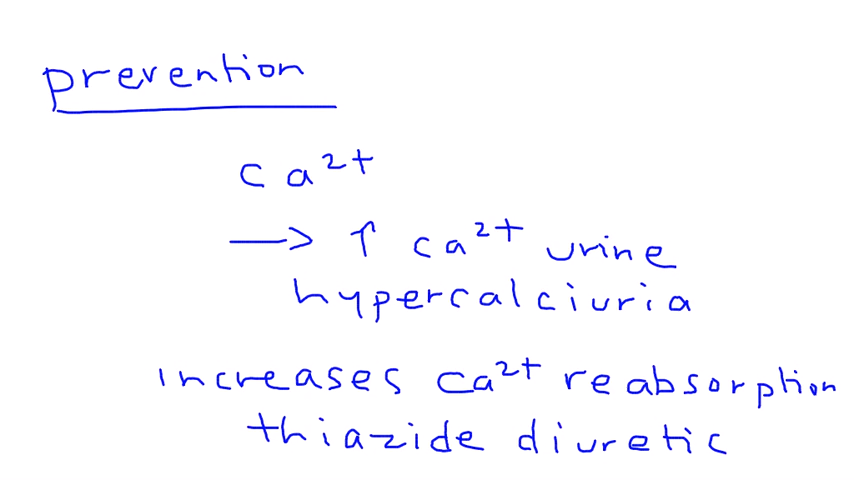 prevention
Ca²⁺
→ ↑ Ca²⁺ urine
hypercalciuria
increases Ca²⁺ reabsorption
thiazide diuretic